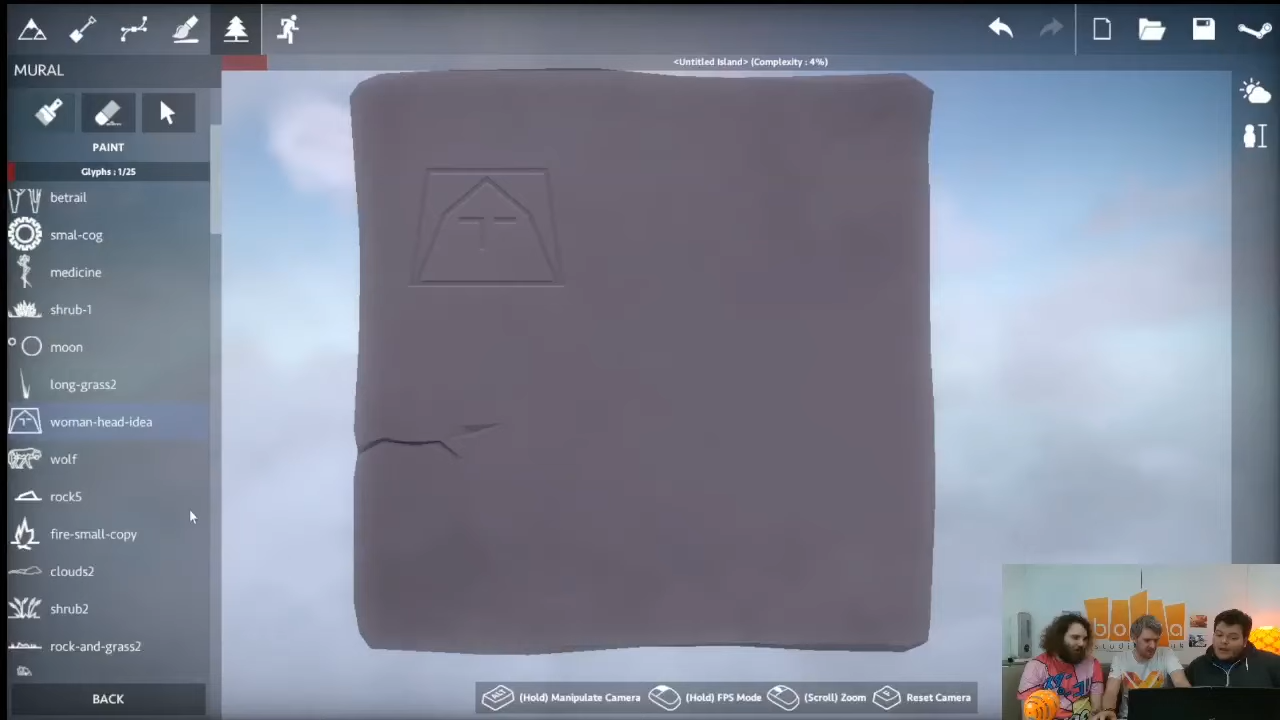 <Untitled Island> (Complexity : 4%)
MURAL
PAINT
Glyphs : 1/25
betrail
smal-cog
medicine
shrub-1
moon
long-grass2
woman-head-idea
wolf
rock5
fire-small-copy
clouds2
shrub2
rock-and-grass2
BACK
(Hold) Manipulate Camera (Hold) FPS Mode (Scroll) Zoom Reset Camera